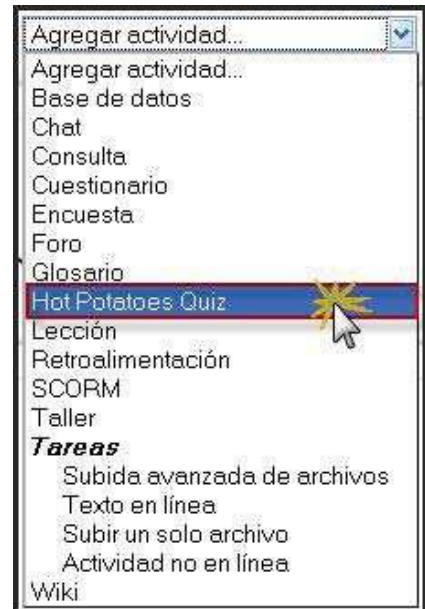 Agregar actividad...
Agregar actividad...
Base de datos
Chat
Consulta
Cuestionario
Encuesta
Foro
Glosario
Hot Potatoes Quiz
Lección
Retroalimentación
SCORM
Taller
Tareas
Subida avanzada de archivos
Texto en línea
Subir un solo archivo
Actividad no en línea
Wiki